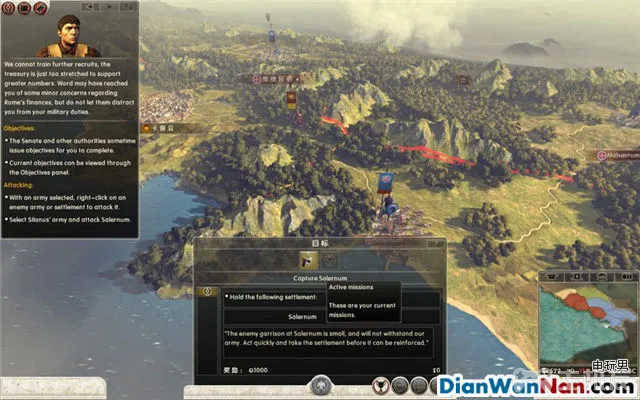 We cannot train further recruits, the
treasury is just too stretched to support
greater numbers. Word may have reached
you of some minor concerns regarding
Rome's finances, but do not let them distract
you from your military duties.
Objectives:
The Senate and other authorities sometime
issue objectives for you to complete.
Current objectives can be viewed through
the Objectives panel.
Attacking:
With an army selected, right-click on an
enemy army or settlement to attack it.
Select Silanus' army and attack Salernum.
Malventum
Salernum
目标
Capture Salernum
Active missions
These are your current
missions.
Hold the following settlement:
Salernum
"The enemy garrison at Salernum is small, and will not withstand our
army. Act quickly and take the settlement before it can be reinforced."
奖励:
1000
电玩男
DianWanNan.com